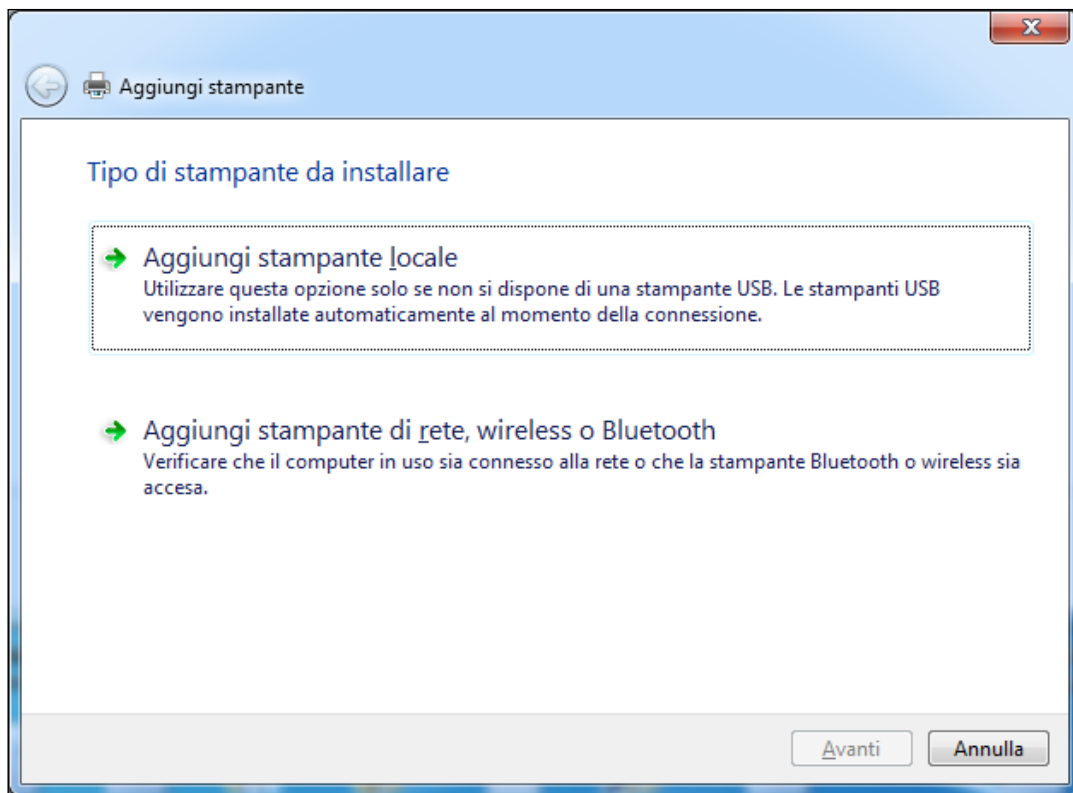 Aggiungi stampante
Tipo di stampante da installare
Aggiungi stampante locale
Utilizzare questa opzione solo se non si dispone di una stampante USB. Le stampanti USB
vengono installate automaticamente al momento della connessione.
Aggiungi stampante di rete, wireless o Bluetooth
Verificare che il computer in uso sia connesso alla rete o che la stampante Bluetooth o wireless sia
accesa.
Avanti
Annulla